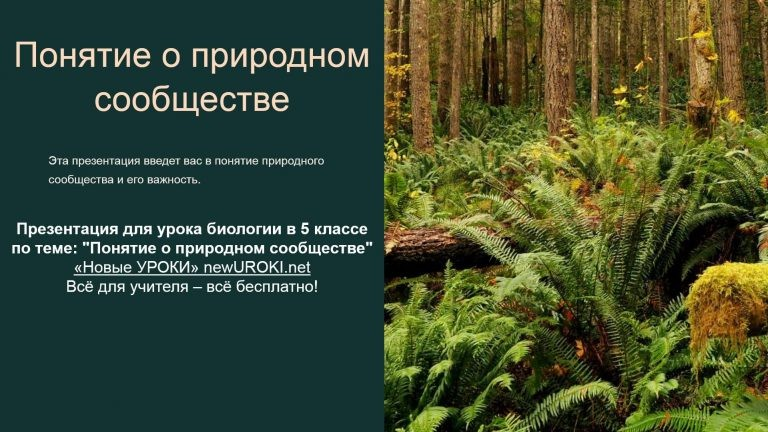 Понятие о природном
сообществе
Эта презентация введет вас в понятие природного
сообщества и его важность.
Презентация для урока биологии в 5 классе
по теме: "Понятие о природном сообществе"
«Новые УРОКИ» newUROKI.net
Всё для учителя – всё бесплатно!